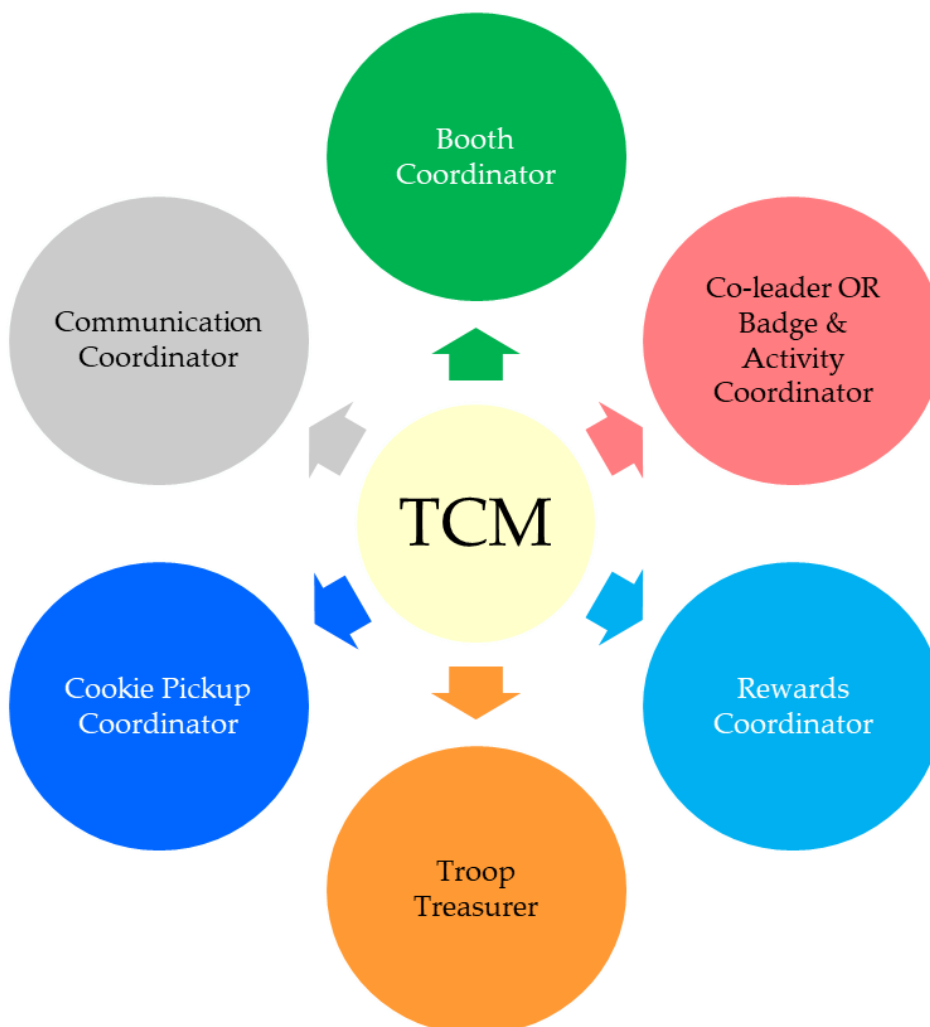 Booth
Coordinator
Co-leader OR
Badge &
Activity
Coordinator
Rewards
Coordinator
Troop
Treasurer
Cookie Pickup
Coordinator
Communication
Coordinator
TCM